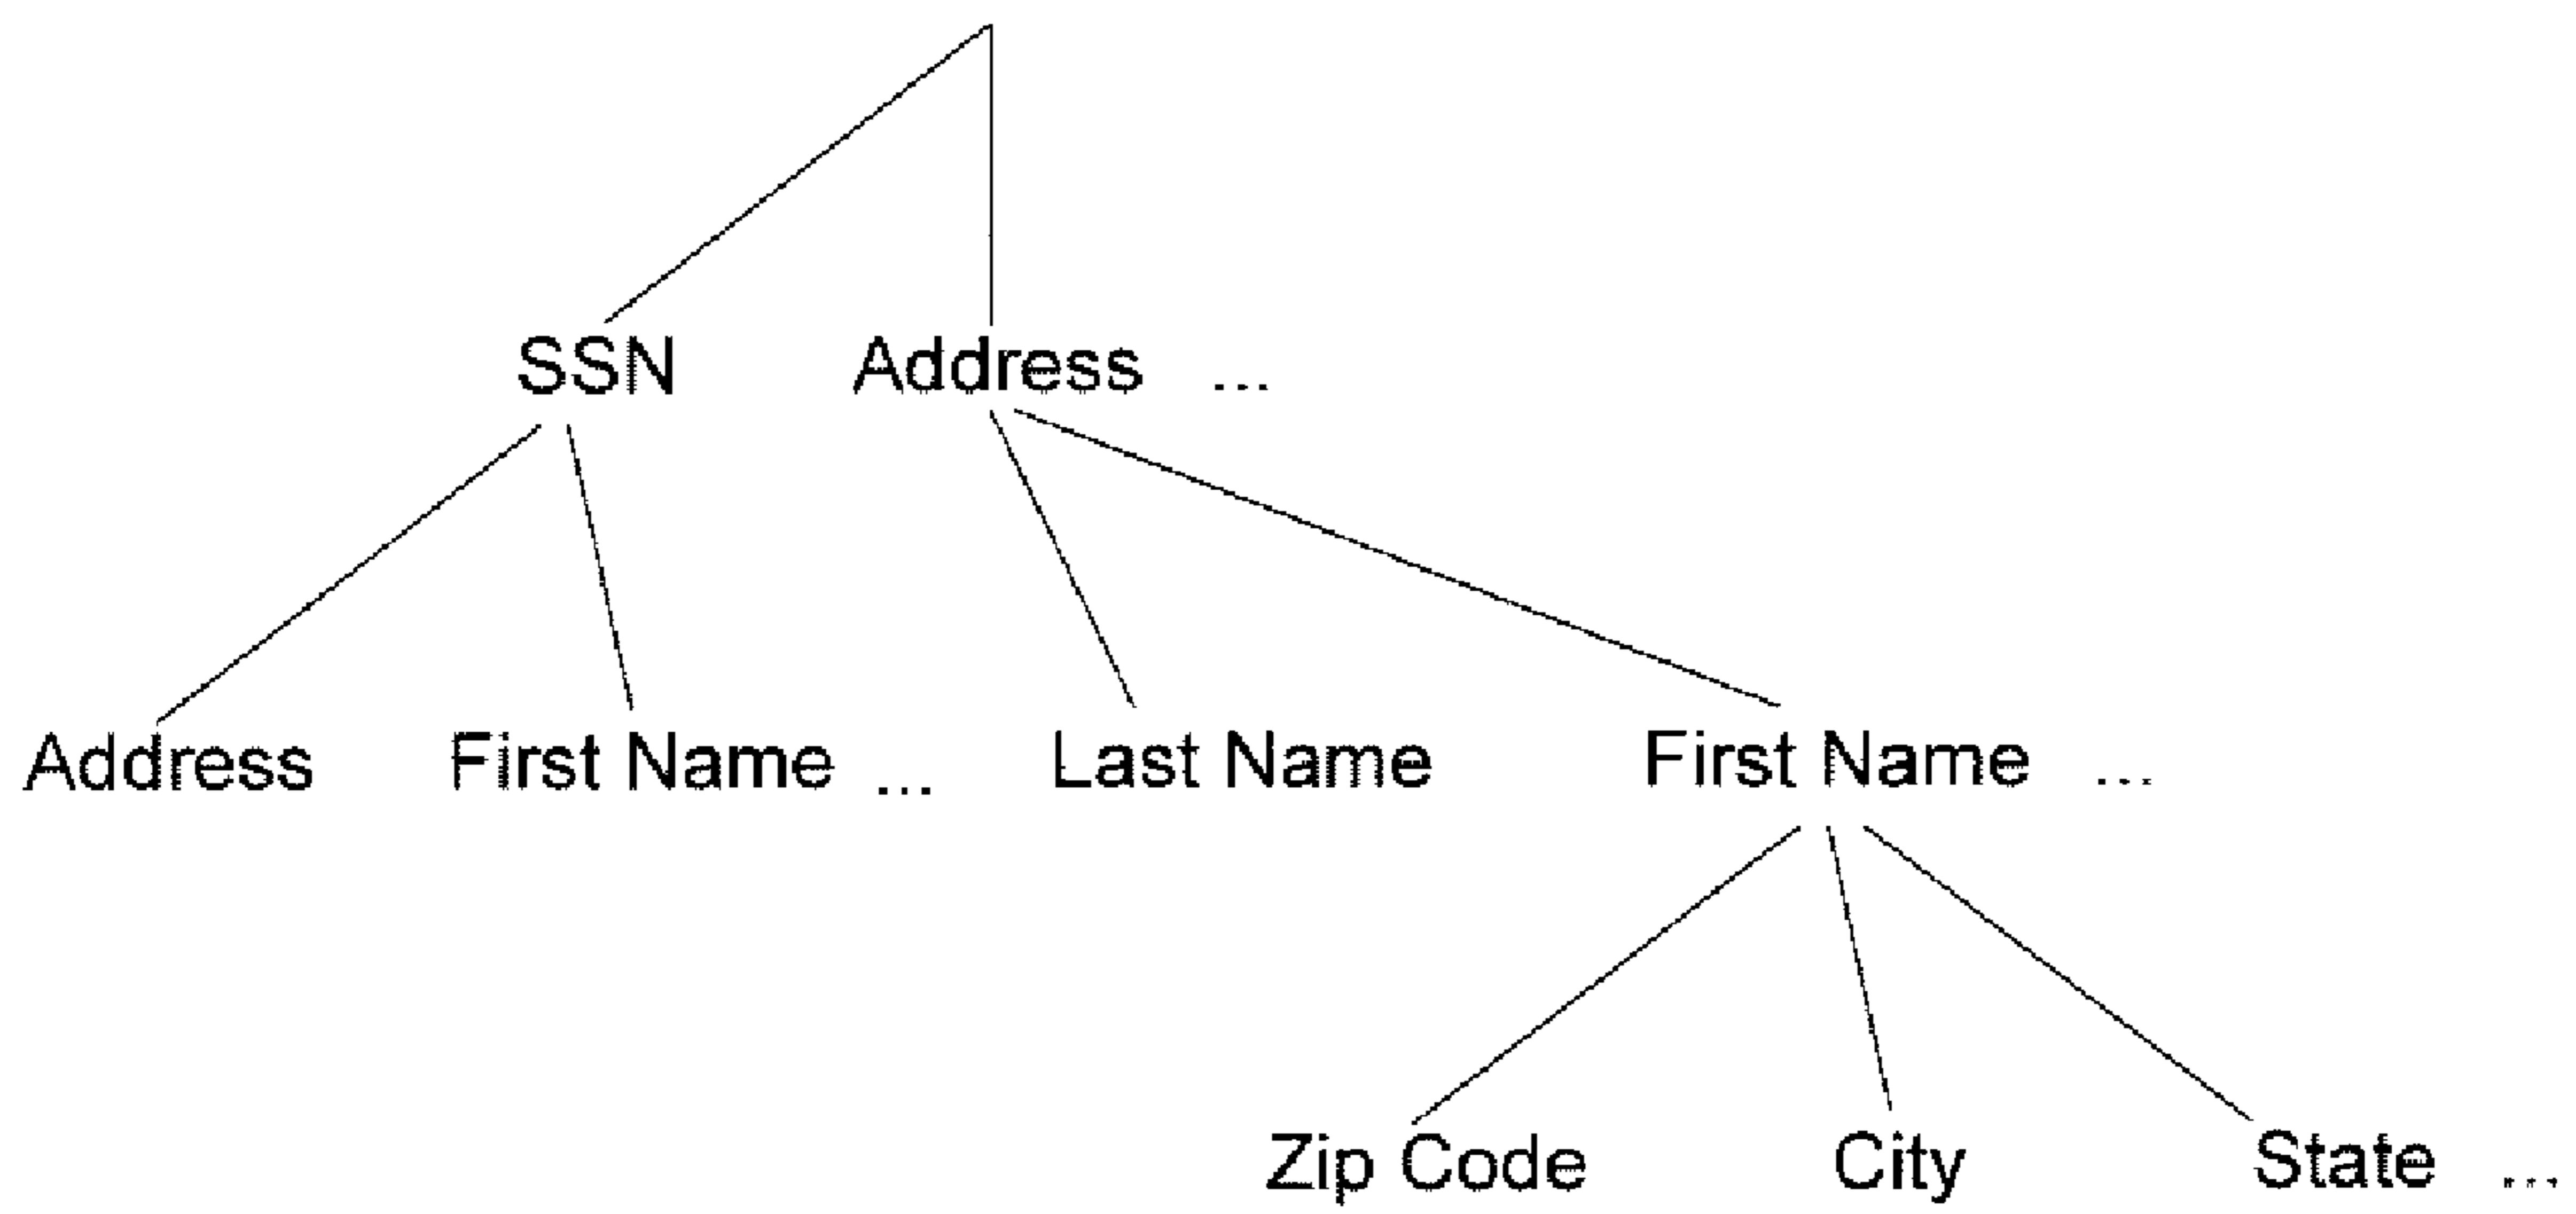 SSN Address ...
Address First Name ... Last Name First Name ...
Zip Code City State ...